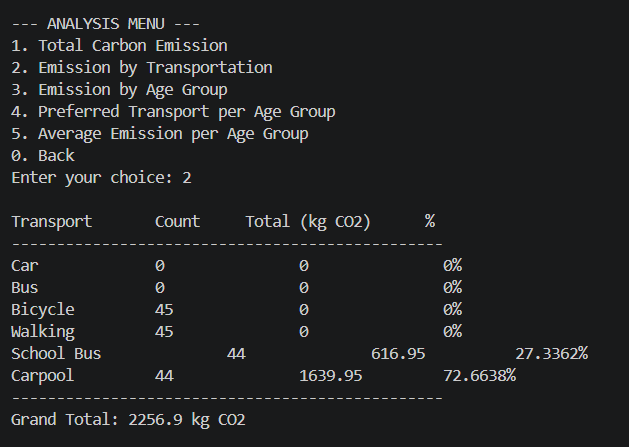 --- ANALYSIS MENU ---
1. Total Carbon Emission
2. Emission by Transportation
3. Emission by Age Group
4. Preferred Transport per Age Group
5. Average Emission per Age Group
0. Back
Enter your choice: 2

Transport       Count     Total (kg CO2)      %
------------------------------------------------
Car             0               0               0%
Bus             0               0               0%
Bicycle         45              0               0%
Walking         45              0               0%
School Bus              44              616.95          27.3362%
Carpool         44              1639.95         72.6638%
------------------------------------------------
Grand Total: 2256.9 kg CO2